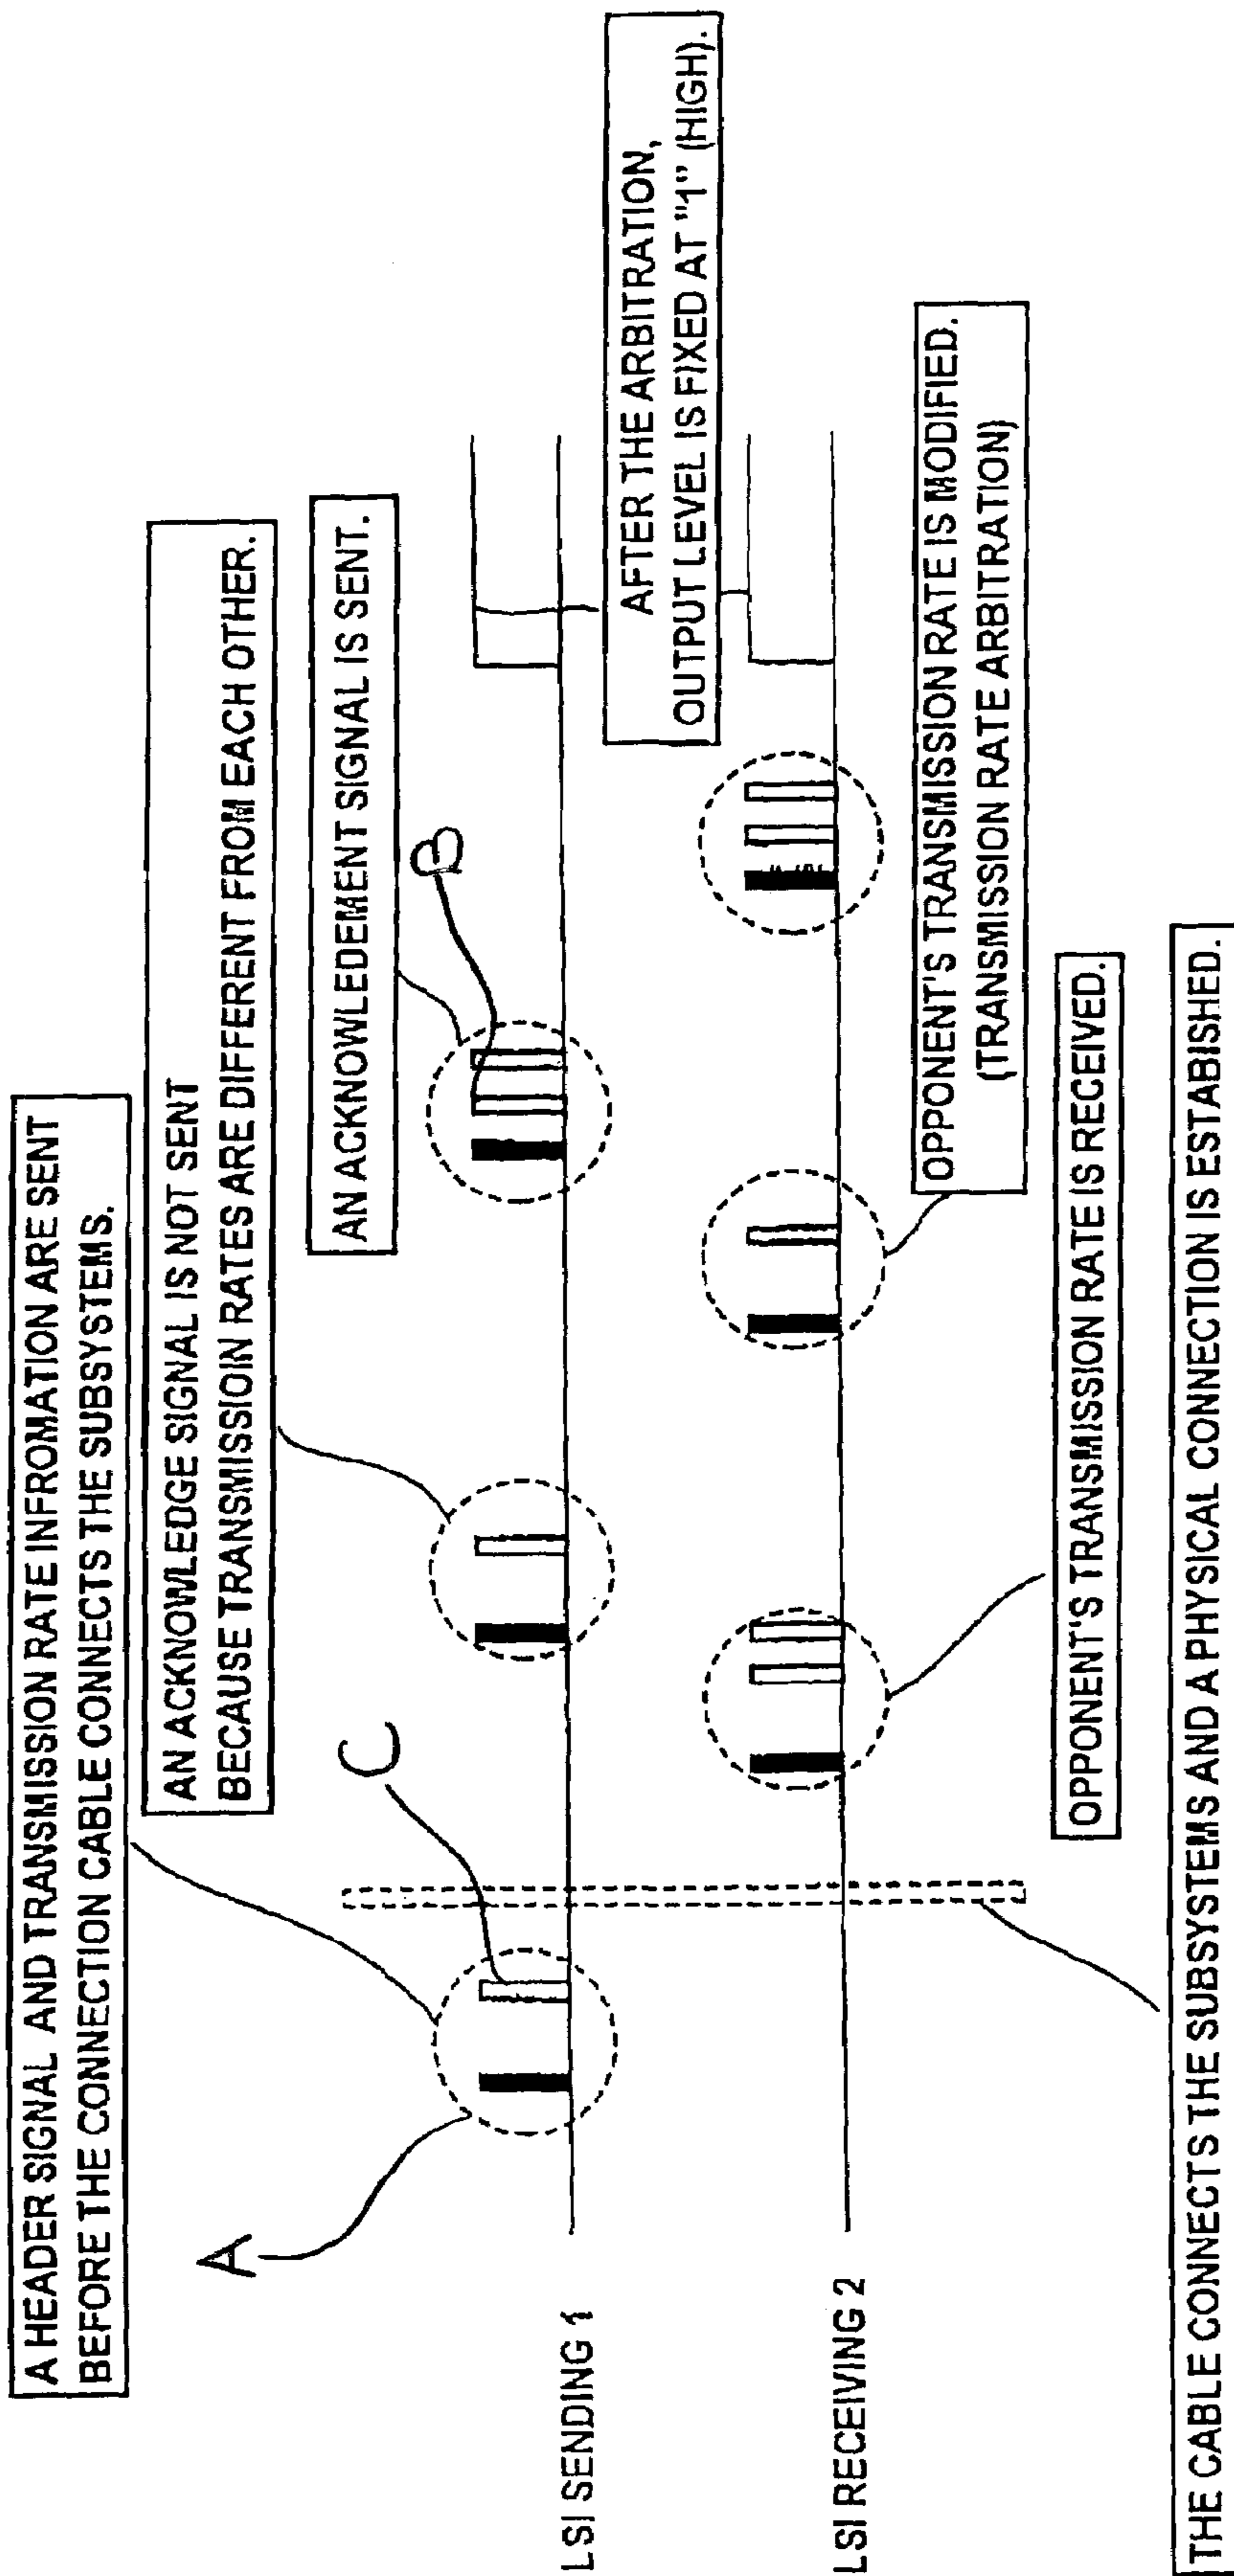 A HEADER SIGNAL AND TRANSMISSION RATE INFROMATION ARE SENT
BEFORE THE CONNECTION CABLE CONNECTS THE SUBSYSTEMS.
AN ACKNOWLEDGE SIGNAL IS NOT SENT
BECAUSE TRANSMISSIOIN RATES ARE DIFFERENT FROM EACH OTHER.
AN ACKNOWLEDEMENT SIGNAL IS SENT.
A
C
B
LSI SENDING 1
AFTER THE ARBITRATION,
OUTPUT LEVEL IS FIXED AT "1" (HIGH).
LSI RECEIVING 2
OPPONENT'S TRANSMISSION RATE IS MODIFIED.
(TRANSMISSION RATE ARBITRATION)
OPPONENT'S TRANSMISSION RATE IS RECEIVED.
THE CABLE CONNECTS THE SUBSYSTEMS AND A PHYSICAL CONNECTION IS ESTABISHED.